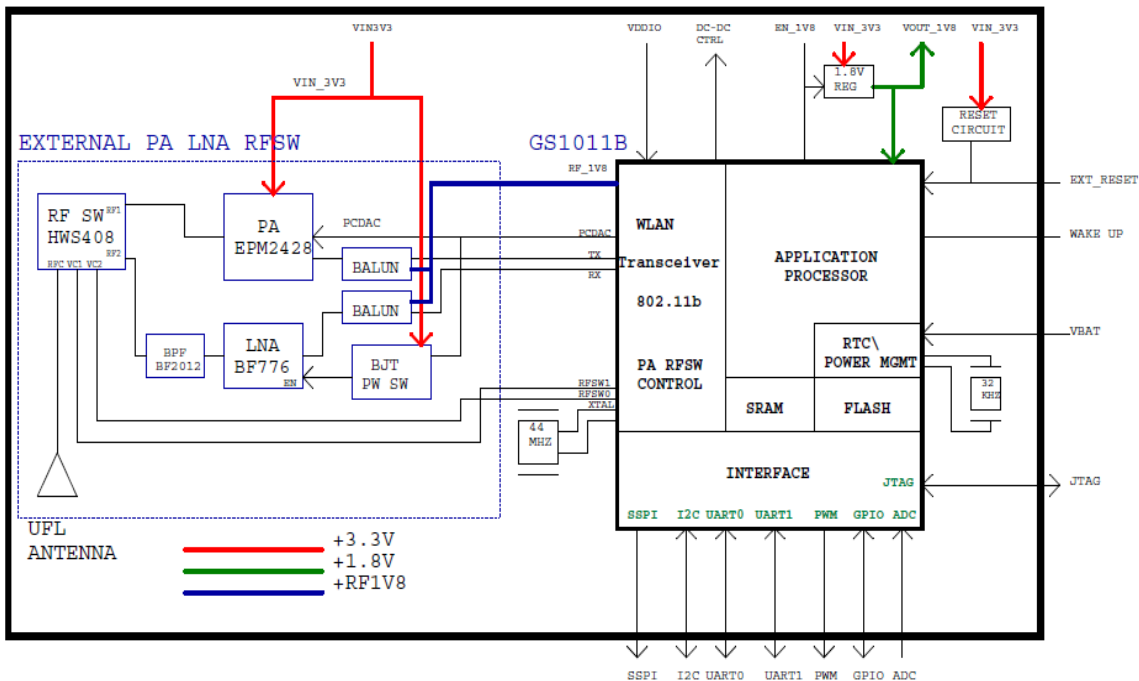 VIN3V3
VDDIO
DC-DC
CTRL
EN_1V8
VIN_3V3
VOUT_1V8
VIN_3V3
VIN_3V3
1.8V
REG
RESET
CIRCUIT
EXTERNAL PA LNA RFSW
GS1011B
RF_1V8
EXT_RESET
RF SW
HWS408
RF1
RF2
RFC VC1 VC2
PA
EPM2428
PCDAC
PCDAC
WLAN
Transceiver
802.11b
TX
RX
APPLICATION
PROCESSOR
WAKE UP
BALUN
BALUN
BPF
BF2012
LNA
BF776
EN
BJT
PW SW
PA RFSW
CONTROL
RTC\
POWER MGMT
VBAT
RFSW1
RFSW0
XTAL
SRAM
FLASH
32
KHZ
44
MHZ
INTERFACE
JTAG
JTAG
SSPI I2C UART0 UART1 PWM GPIO ADC
UFL
ANTENNA
+3.3V
+1.8V
+RF1V8
SSPI I2C UART0 UART1 PWM GPIO ADC